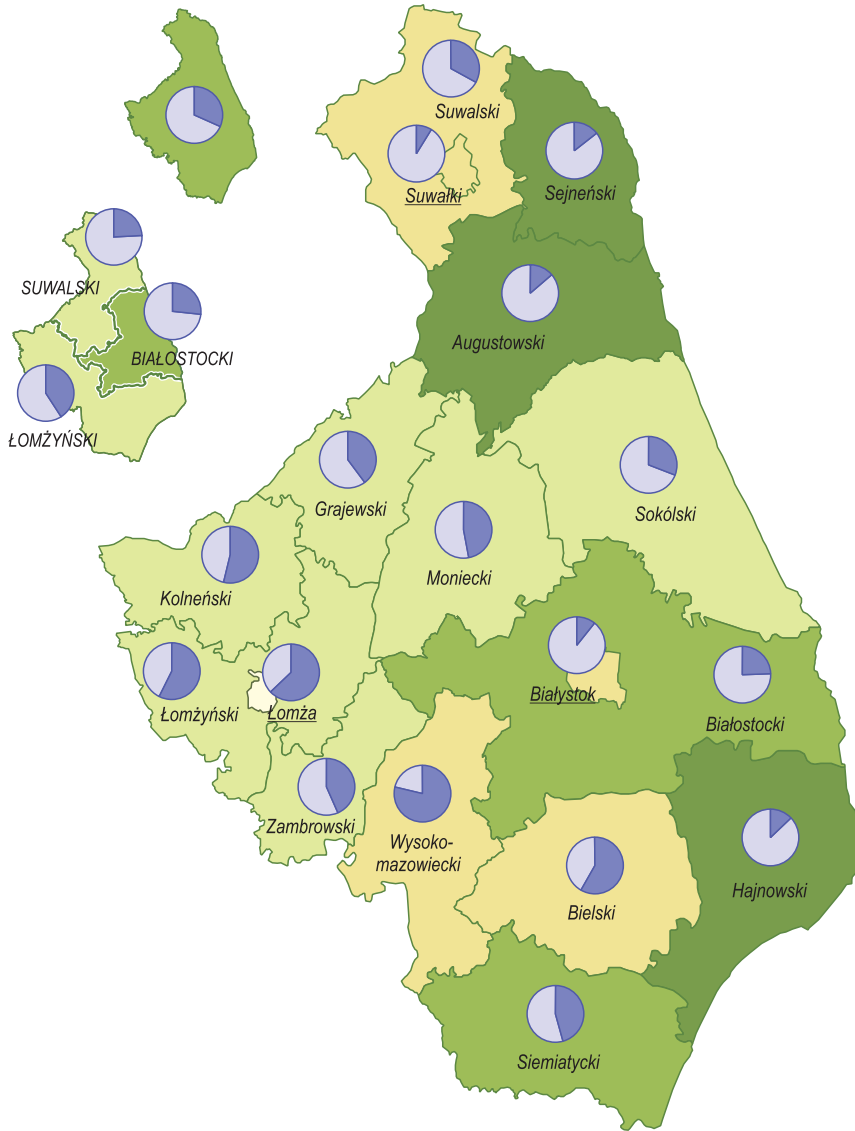 Suwalski
Suwałki
Sejneński
SUWALSKI
BIAŁOSTOCKI
Augustowski
ŁOMŻYŃSKI
Grajewski
Sokólski
Moniecki
Kolneński
Łomżyński
Łomża
Białystok
Białostocki
Zambrowski
Wysoko-
mazowiecki
Hajnowski
Bielski
Siemiatycki